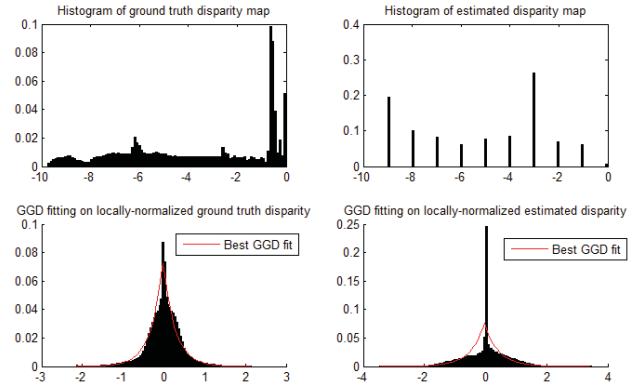 Histogram of ground truth disparity map
0.1
0.08
0.06
0.04
0.02
0
-10 -8 -6 -4 -2 0
Histogram of estimated disparity map
0.4
0.3
0.2
0.1
0
-10 -8 -6 -4 -2 0
GGD fitting on locally-normalized ground truth disparity
0.1
0.08
0.06
0.04
0.02
0
-3 -2 -1 0 1 2 3
Best GGD fit
GGD fitting on locally-normalized estimated disparity
0.25
0.2
0.15
0.1
0.05
0
-4 -2 0 2 4
Best GGD fit